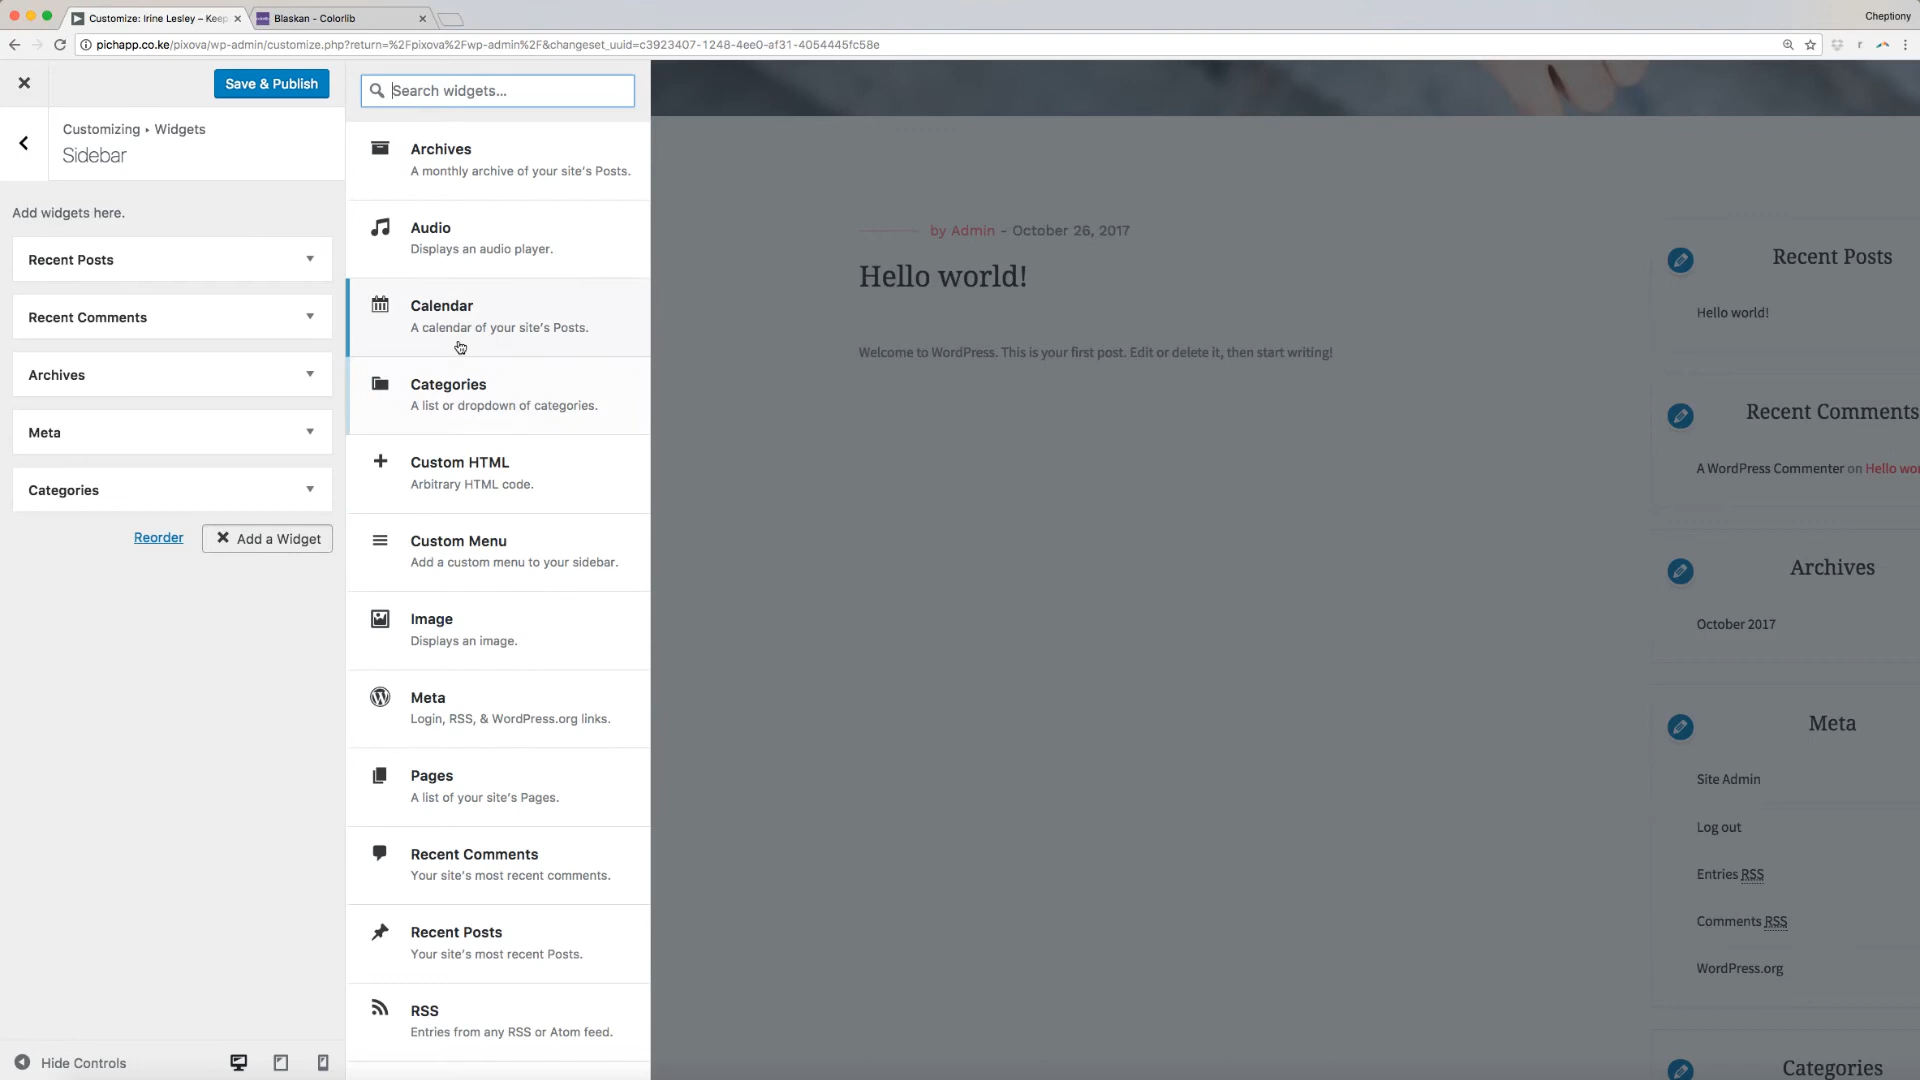 Customize: Irine Lesley – Keep
Blaskan - Colorlib
Cheptiony
pichapp.co.ke/pixova/wp-admin/customize.php?return=%2Fpixova%2Fwp-admin%2F&changeset_uuid=c3923407-1248-4ee0-af31-4054445fc58e
Save & Publish
Customizing ▸ Widgets
Sidebar
Add widgets here.
Recent Posts
Recent Comments
Archives
Meta
Categories
Reorder
Add a Widget
Hide Controls
Search widgets...
Archives
A monthly archive of your site's Posts.
Audio
Displays an audio player.
Calendar
A calendar of your site's Posts.
Categories
A list or dropdown of categories.
Custom HTML
Arbitrary HTML code.
Custom Menu
Add a custom menu to your sidebar.
Image
Displays an image.
Meta
Login, RSS, & WordPress.org links.
Pages
A list of your site's Pages.
Recent Comments
Your site's most recent comments.
Recent Posts
Your site's most recent Posts.
RSS
Entries from any RSS or Atom feed.
by Admin - October 26, 2017
Hello world!
Welcome to WordPress. This is your first post. Edit or delete it, then start writing!
Recent Posts
Hello world!
Recent Comments
A WordPress Commenter on Hello wor
Archives
October 2017
Meta
Site Admin
Log out
Entries RSS
Comments RSS
WordPress.org
Categories